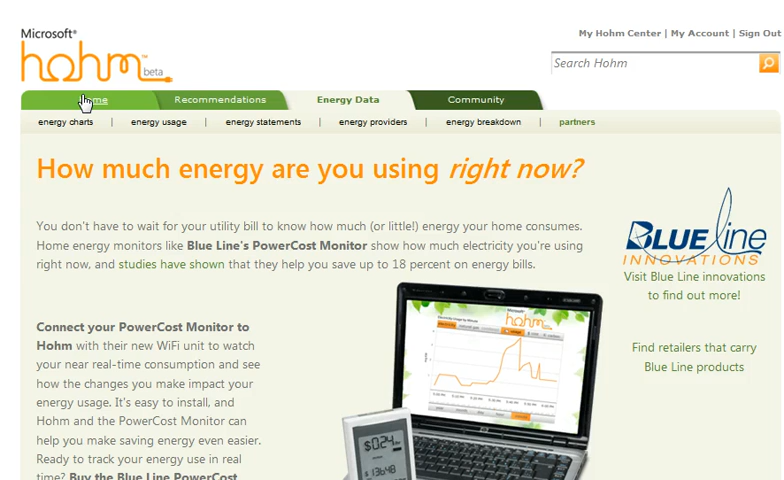 Microsoft®
My Hohm Center | My Account | Sign Out
hohm™ beta
Search Hohm
Recommendations Energy Data Community
energy charts | energy usage | energy statements | energy providers | energy breakdown | partners
How much energy are you using right now?
You don't have to wait for your utility bill to know how much (or little!) energy your home consumes.
Home energy monitors like Blue Line's PowerCost Monitor show how much electricity you're using
right now, and studies have shown that they help you save up to 18 percent on energy bills.
BLUE line
INNOVATIONS
Visit Blue Line innovations
to find out more!
Find retailers that carry
Blue Line products
Connect your PowerCost Monitor to
Hohm with their new WiFi unit to watch
your near real-time consumption and see
how the changes you make impact your
energy usage. It's easy to install, and
Hohm and the PowerCost Monitor can
help you make saving energy even easier.
Ready to track your energy use in real
time? Buy the Blue Line PowerCost
hohm
$0.24